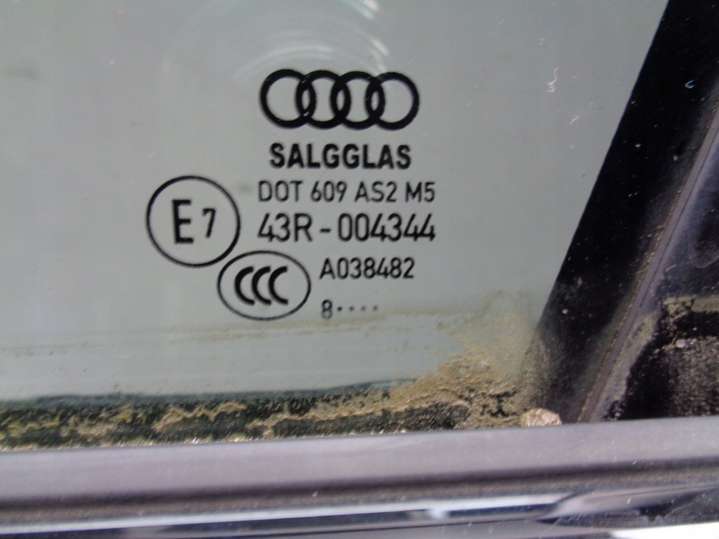 SALGGLAS
DOT 609 AS2 M5
E7 43R-004344
CCC A038482
8····